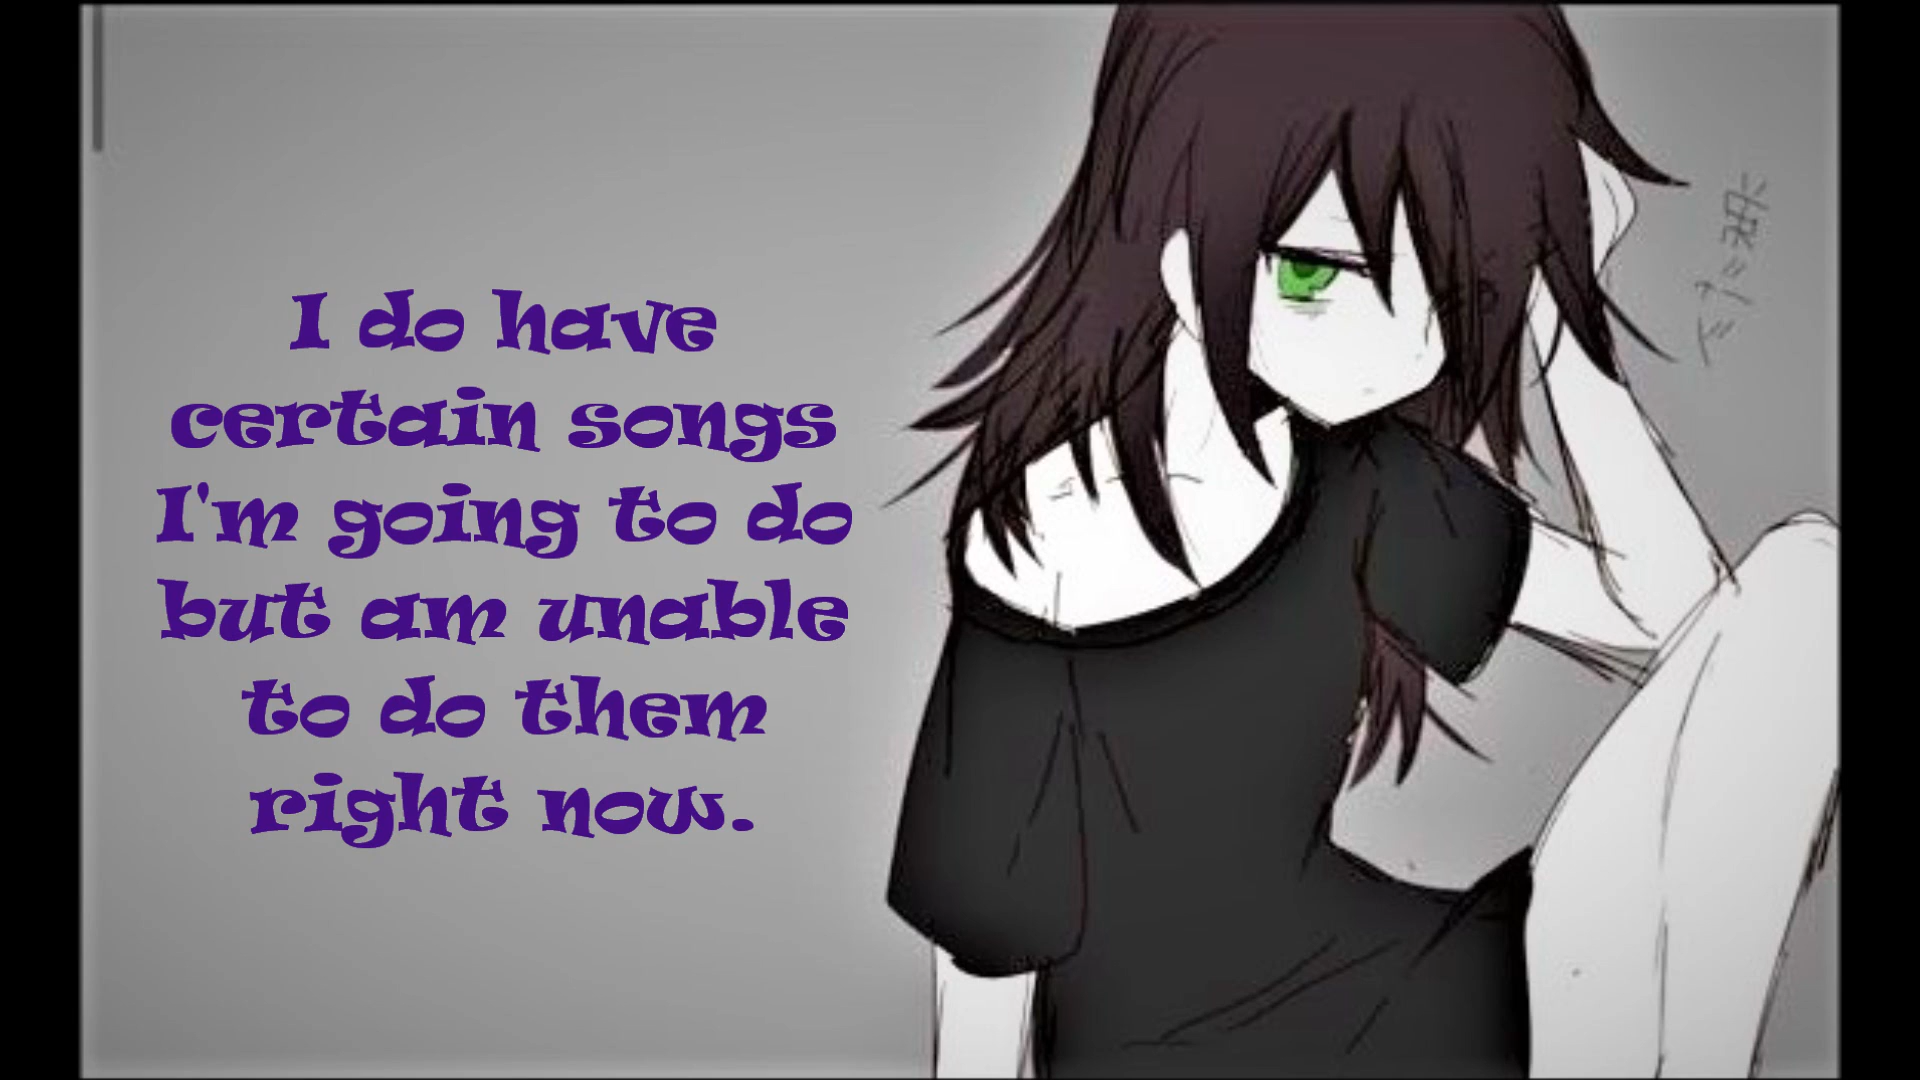 I do have
certain songs
I'm going to do
but am unable
to do them
right now.